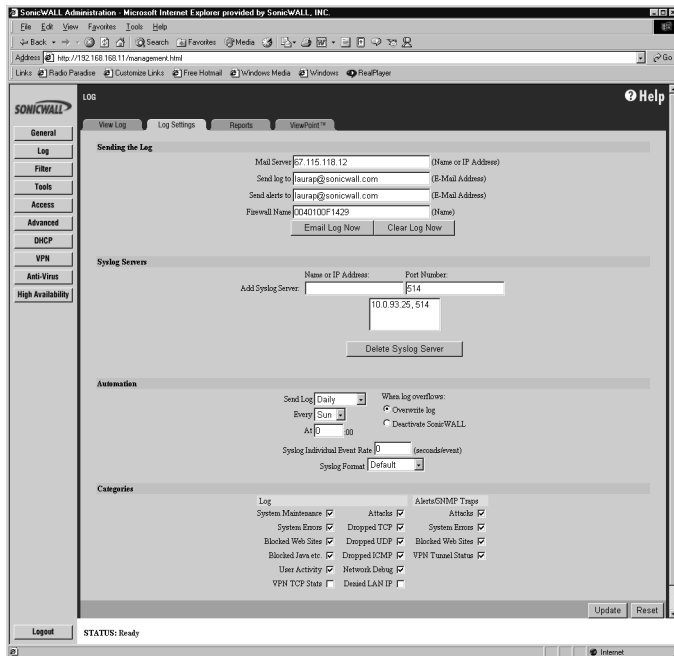 SonicWALL Administration - Microsoft Internet Explorer provided by SonicWALL, INC.
File Edit View Favorites Tools Help
Back Search Favorites Media
Address http://192.168.168.11/management.html Go
Links Radio Paradise Customize Links Free Hotmail Windows Media Windows RealPlayer
SONICWALL
LOG
? Help
View Log Log Settings Reports ViewPoint™
General
Log
Filter
Tools
Access
Advanced
DHCP
VPN
Anti-Virus
High Availability
Sending the Log
Mail Server 67.115.118.12 (Name or IP Address)
Send log to laurap@sonicwall.com (E-Mail Address)
Send alerts to laurap@sonicwall.com (E-Mail Address)
Firewall Name 0040100F1429 (Name)
Email Log Now Clear Log Now
Syslog Servers
Name or IP Address: Port Number:
Add Syslog Server: 514
10.0.93.25, 514
Delete Syslog Server
Automation
Send Log Daily When log overflows:
Every Sun Overwrite log
At 0 :00 Deactivate SonicWALL
Syslog Individual Event Rate 0 (seconds/event)
Syslog Format Default
Categories
Log Alerts/SNMP Traps
System Maintenance Attacks Attacks
System Errors Dropped TCP System Errors
Blocked Web Sites Dropped UDP Blocked Web Sites
Blocked Java etc. Dropped ICMP VPN Tunnel Status
User Activity Network Debug
VPN TCP Stats Denied LAN IP
Update Reset
Logout
STATUS: Ready
Internet